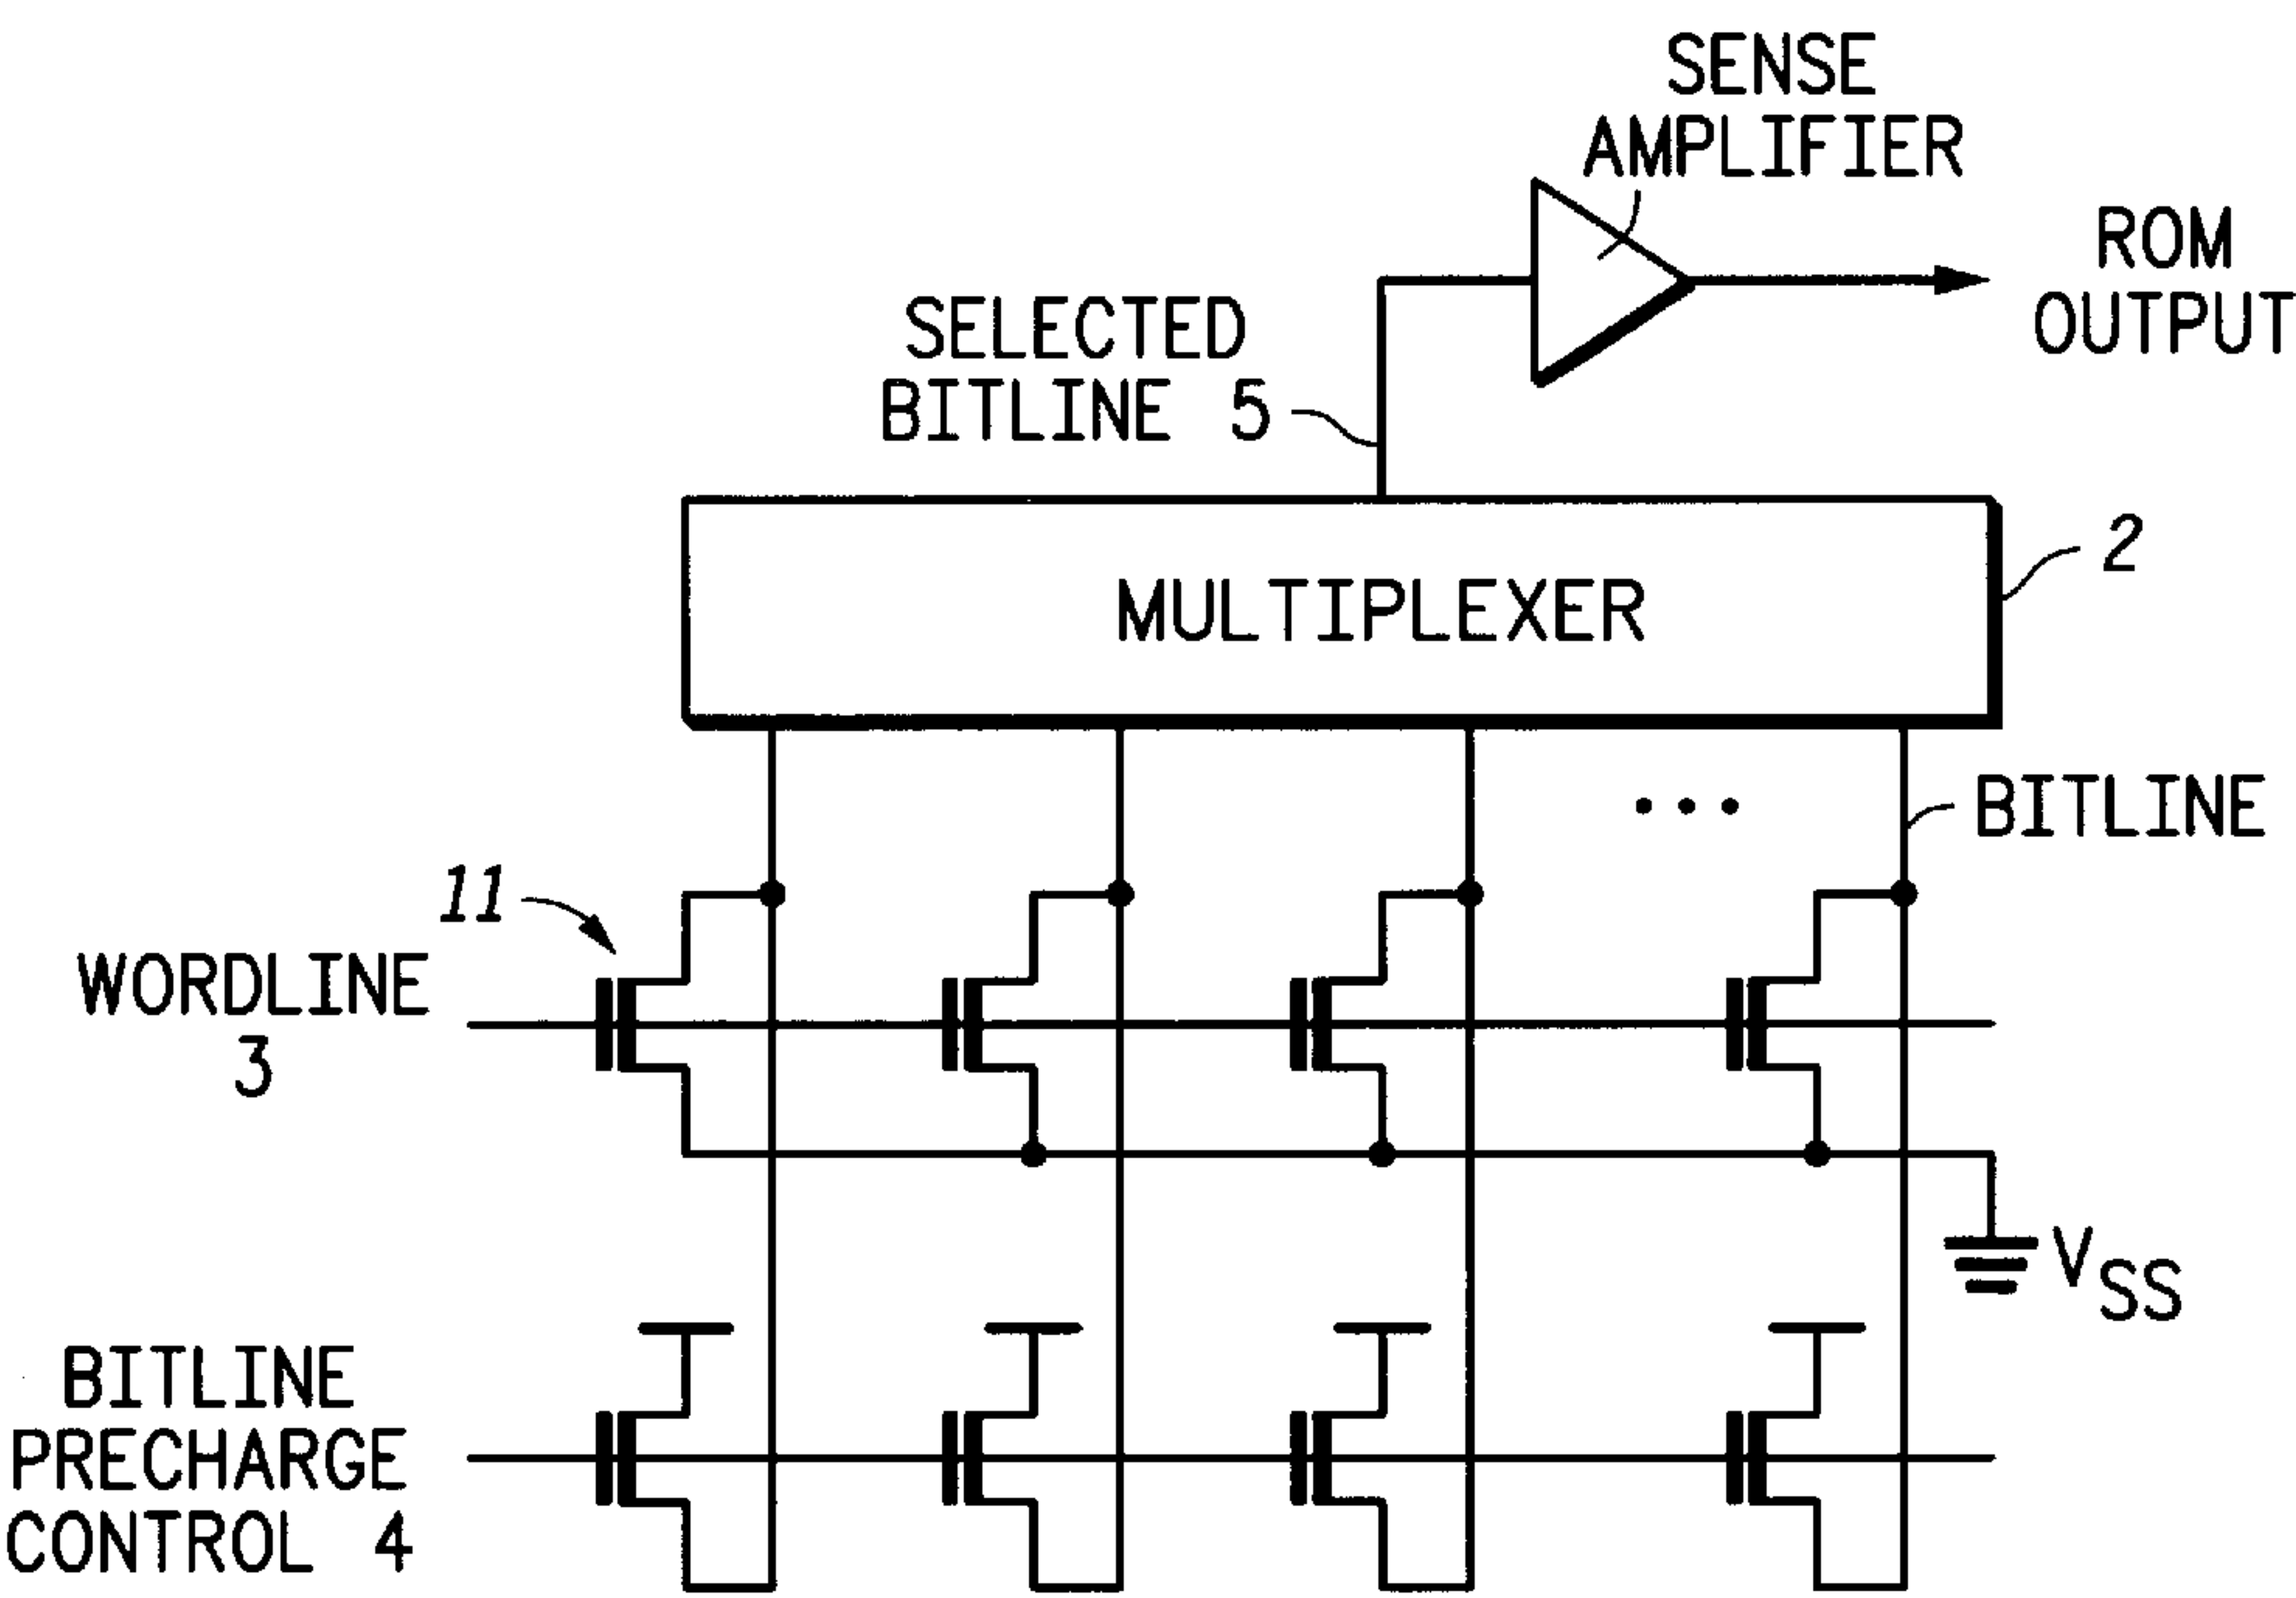 SENSE
AMPLIFIER
ROM
OUTPUT
SELECTED
BITLINE 5
MULTIPLEXER
2
BITLINE
11
WORDLINE
3
VSS
BITLINE
PRECHARGE
CONTROL 4